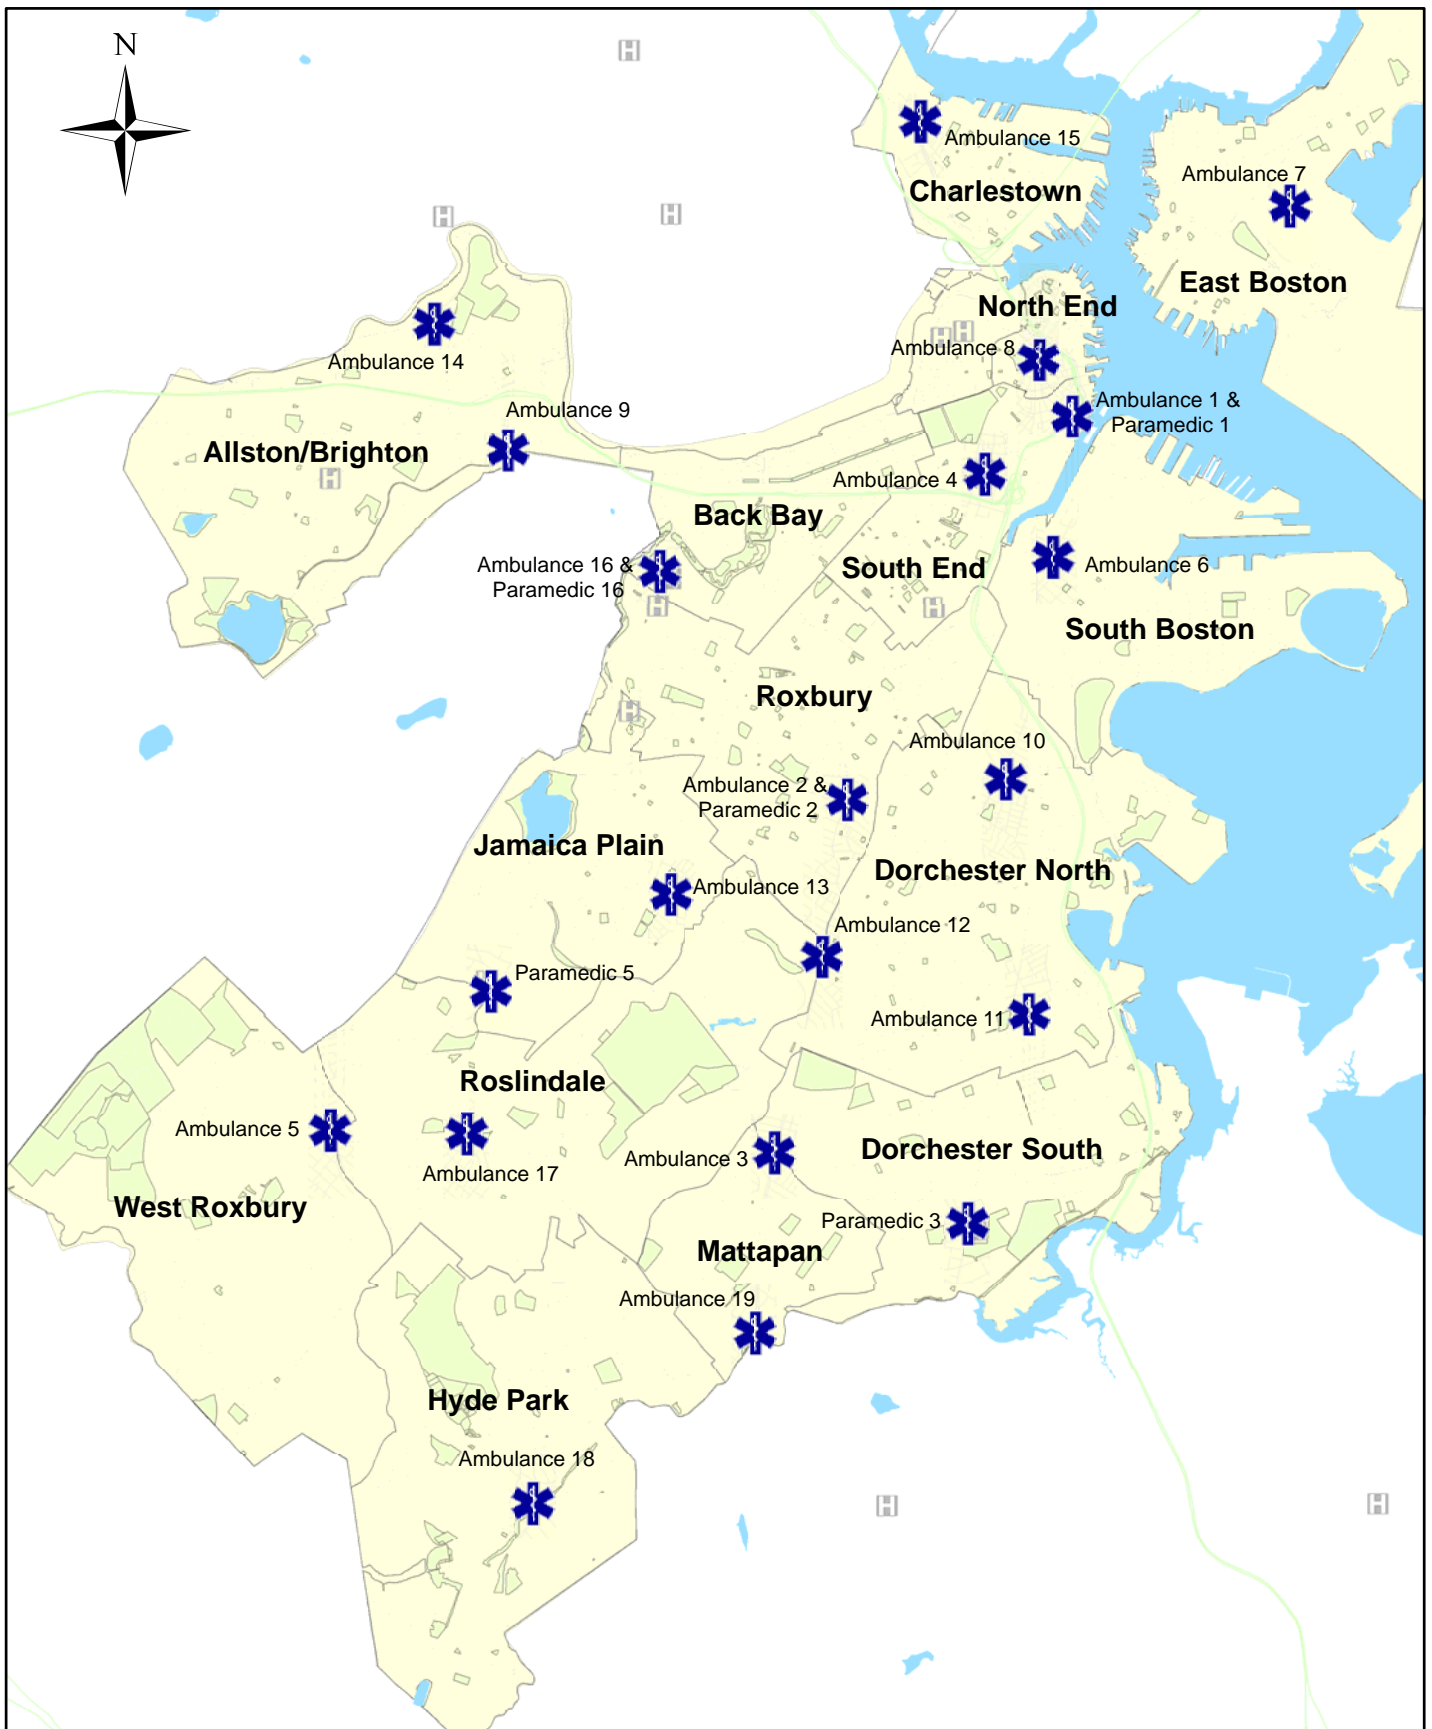 N
H
Ambulance 15
Charlestown
Ambulance 7
H
H
East Boston
North End
H
H
Ambulance 8
Ambulance 14
Ambulance 1 &
Paramedic 1
Ambulance 9
Allston/Brighton
H
Ambulance 4
Back Bay
Ambulance 16 &
Paramedic 16
South End
Ambulance 6
H
H
South Boston
Roxbury
H
Ambulance 10
Ambulance 2 &
Paramedic 2
Jamaica Plain
Dorchester North
Ambulance 13
Ambulance 12
Paramedic 5
Ambulance 11
Roslindale
Ambulance 5
Ambulance 17
Ambulance 3
Dorchester South
West Roxbury
Paramedic 3
Mattapan
Ambulance 19
Hyde Park
Ambulance 18
H
H